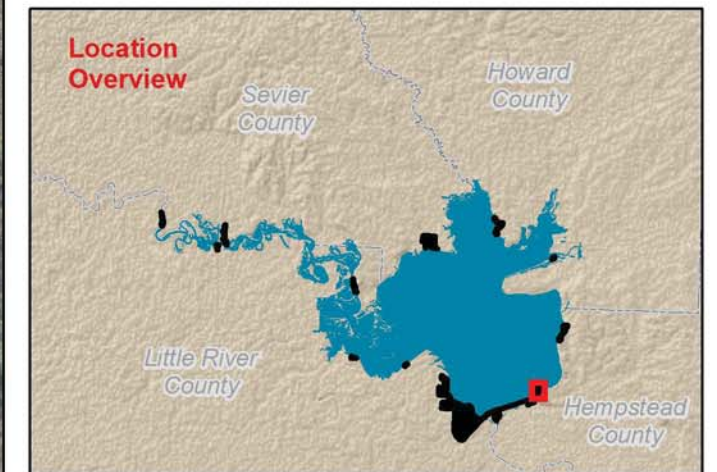 Location
Overview
Sevier
County
Howard
County
Little River
County
Hempstead
County